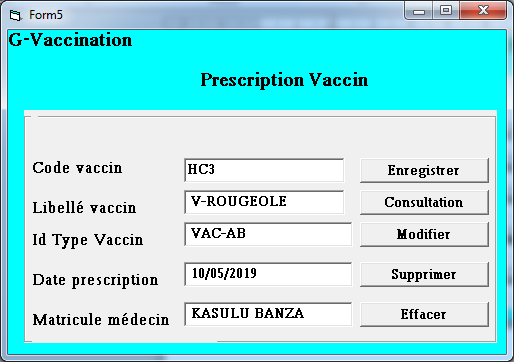 Form5
G-Vaccination
Prescription Vaccin
Code vaccin HC3 Enregistrer
Libellé vaccin V-ROUGEOLE Consultation
Id Type Vaccin VAC-AB Modifier
Date prescription 10/05/2019 Supprimer
Matricule médecin KASULU BANZA Effacer